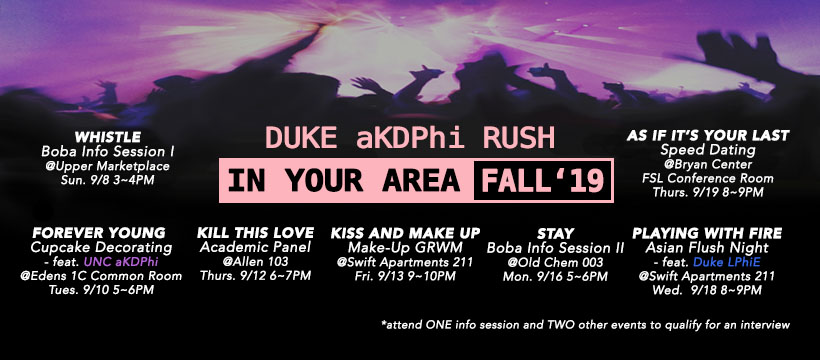 DUKE aKDPhi RUSH
IN YOUR AREA FALL‘19
WHISTLE
Boba Info Session I
@Upper Marketplace
Sun. 9/8 3~4PM
FOREVER YOUNG
Cupcake Decorating
- feat. UNC aKDPhi
@Edens 1C Common Room
Tues. 9/10 5~6PM
KILL THIS LOVE
Academic Panel
@Allen 103
Thurs. 9/12 6~7PM
KISS AND MAKE UP
Make-Up GRWM
@Swift Apartments 211
Fri. 9/13 9~10PM
STAY
Boba Info Session II
@Old Chem 003
Mon. 9/16 5~6PM
PLAYING WITH FIRE
Asian Flush Night
- feat. Duke LPhiE
@Swift Apartments 211
Wed. 9/18 8~9PM
AS IF IT'S YOUR LAST
Speed Dating
@Bryan Center
FSL Conference Room
Thurs. 9/19 8~9PM
*attend ONE info session and TWO other events to qualify for an interview